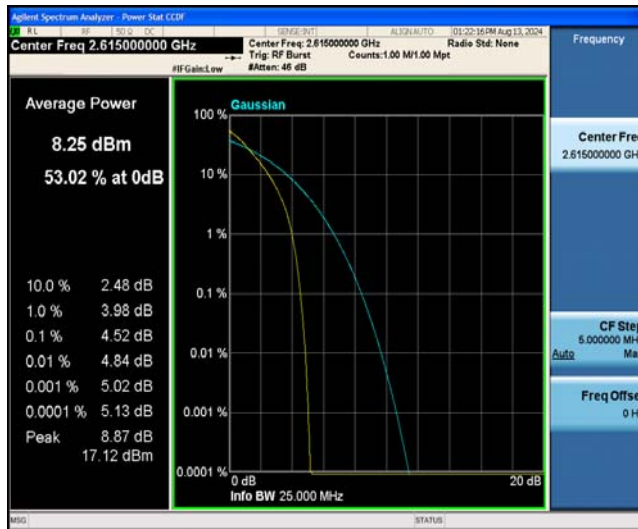 Agilent Spectrum Analyzer - Power Stat CCDF
RL RF 50 Ω DC SENSE:INT ALIGN AUTO 01:22:16 PM Aug 13, 2024
Center Freq 2.615000000 GHz
Center Freq: 2.615000000 GHz Radio Std: None
Trig: RF Burst Counts:1.00 M/1.00 Mpt
#IFGain:Low #Atten: 46 dB
Frequency
Average Power
8.25 dBm
53.02 % at 0dB
10.0 % 2.48 dB
1.0 % 3.98 dB
0.1 % 4.52 dB
0.01 % 4.84 dB
0.001 % 5.02 dB
0.0001 % 5.13 dB
Peak 8.87 dB
17.12 dBm
Gaussian
100 %
10 %
1 %
0.1 %
0.01 %
0.001 %
0.0001 %
0 dB 20 dB
Info BW 25.000 MHz
Center Fre
2.615000000 GH
CF Step
5.000000 MH
Auto Ma
Freq Offse
0 H
MSG STATUS